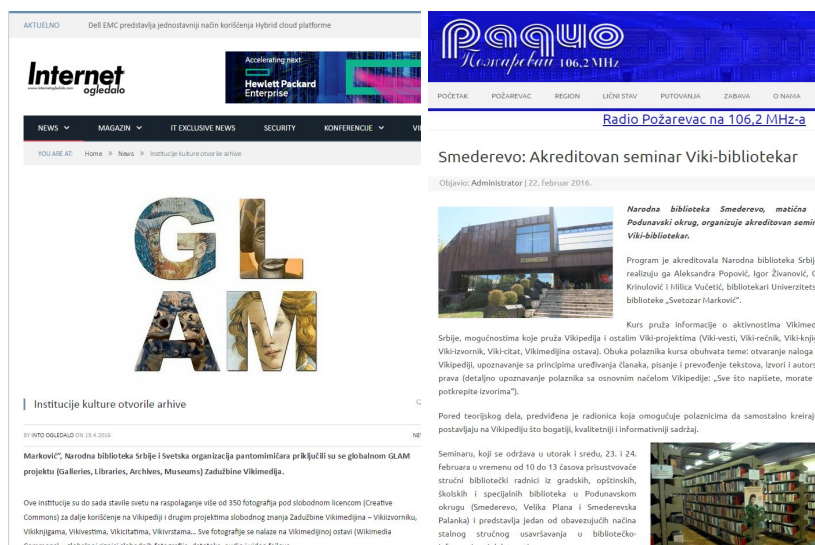 AKTUELNO Dell EMC predstavlja jednostavniji način korišćenja Hybrid cloud platforme
Internet
ogledalo
www.internetogledalo.com
Accelerating next
Hewlett Packard
Enterprise
NEWS MAGAZIN IT EXCLUSIVE NEWS SECURITY KONFERENCIJE VI
YOU ARE AT: Home » News » Institucije kulture otvorile arhive
GL
AM
Institucije kulture otvorile arhive
BY INTO OGLEDALO ON 19.4.2016 NE
Marković”, Narodna biblioteka Srbije i Svetska organizacija pantomimičara priključili su se globalnom GLAM
projektu (Galleries, Libraries, Archives, Museums) Zadužbine Vikimedija.
Ove institucije su do sada stavile svetu na raspolaganje više od 350 fotografija pod slobodnom licencom (Creative
Commons) za dalje korišćenje na Vikipediji i drugim projektima slobodnog znanja Zadužbine Vikimedijina – Vikiizvorniku,
Vikiknjigama, Vikivestima, Vikicitatima, Vikivrstama... Sve fotografije se nalaze na Vikimedijinoj ostavi (Wikimedia
Радио
Пожаревац 106,2 MHz
POČETAK POŽAREVAC REGION LIČNI STAV PUTOVANJA ZABAVA O NAMA
Radio Požarevac na 106,2 MHz-a
Smederevo: Akreditovan seminar Viki-bibliotekar
Objavio: Administrator | 22. februar 2016.
Narodna biblioteka Smederevo, matična
Podunavski okrug, organizuje akreditovan semin
Viki-bibliotekar.
Program je akreditovala Narodna biblioteka Srbij
realizuju ga Aleksandra Popović, Igor Živanović,
Krinulović i Milica Vučetić, bibliotekari Univerzitets
biblioteke „Svetozar Marković”.
Kurs pruža informacije o aktivnostima Vikimed
Srbije, mogućnostima koje pruža Vikipedija i ostalim Viki-projektima (Viki-vesti, Viki-rečnik, Viki-knjig
Viki-izvornik, Viki-citat, Vikimedijina ostava). Obuka polaznika kursa obuhvata teme: otvaranje naloga
Vikipediji, upoznavanje sa principima uređivanja članaka, pisanje i prevođenje tekstova, izvori i autors
prava (detaljno upoznavanje polaznika sa osnovnim načelom Vikipedije: „Sve što napišete, morate
potkrepite izvorima”).
Pored teorijskog dela, predviđena je radionica koja omogućuje polaznicima da samostalno kreiraju
postavljaju na Vikipediju što bogatiji, kvalitetniji i informativniji sadržaj.
Seminaru, koji se održava u utorak i sredu, 23. i 24.
februara u vremenu od 10 do 13 časova prisustvovaće
stručni bibliotečki radnici iz gradskih, opštinskih,
školskih i specijalnih biblioteka u Podunavskom
okrugu (Smederevo, Velika Plana i Smederevska
Palanka) i predstavlja jedan od obavezujućih načina
stalnog stručnog usavršavanja u bibliotečko-